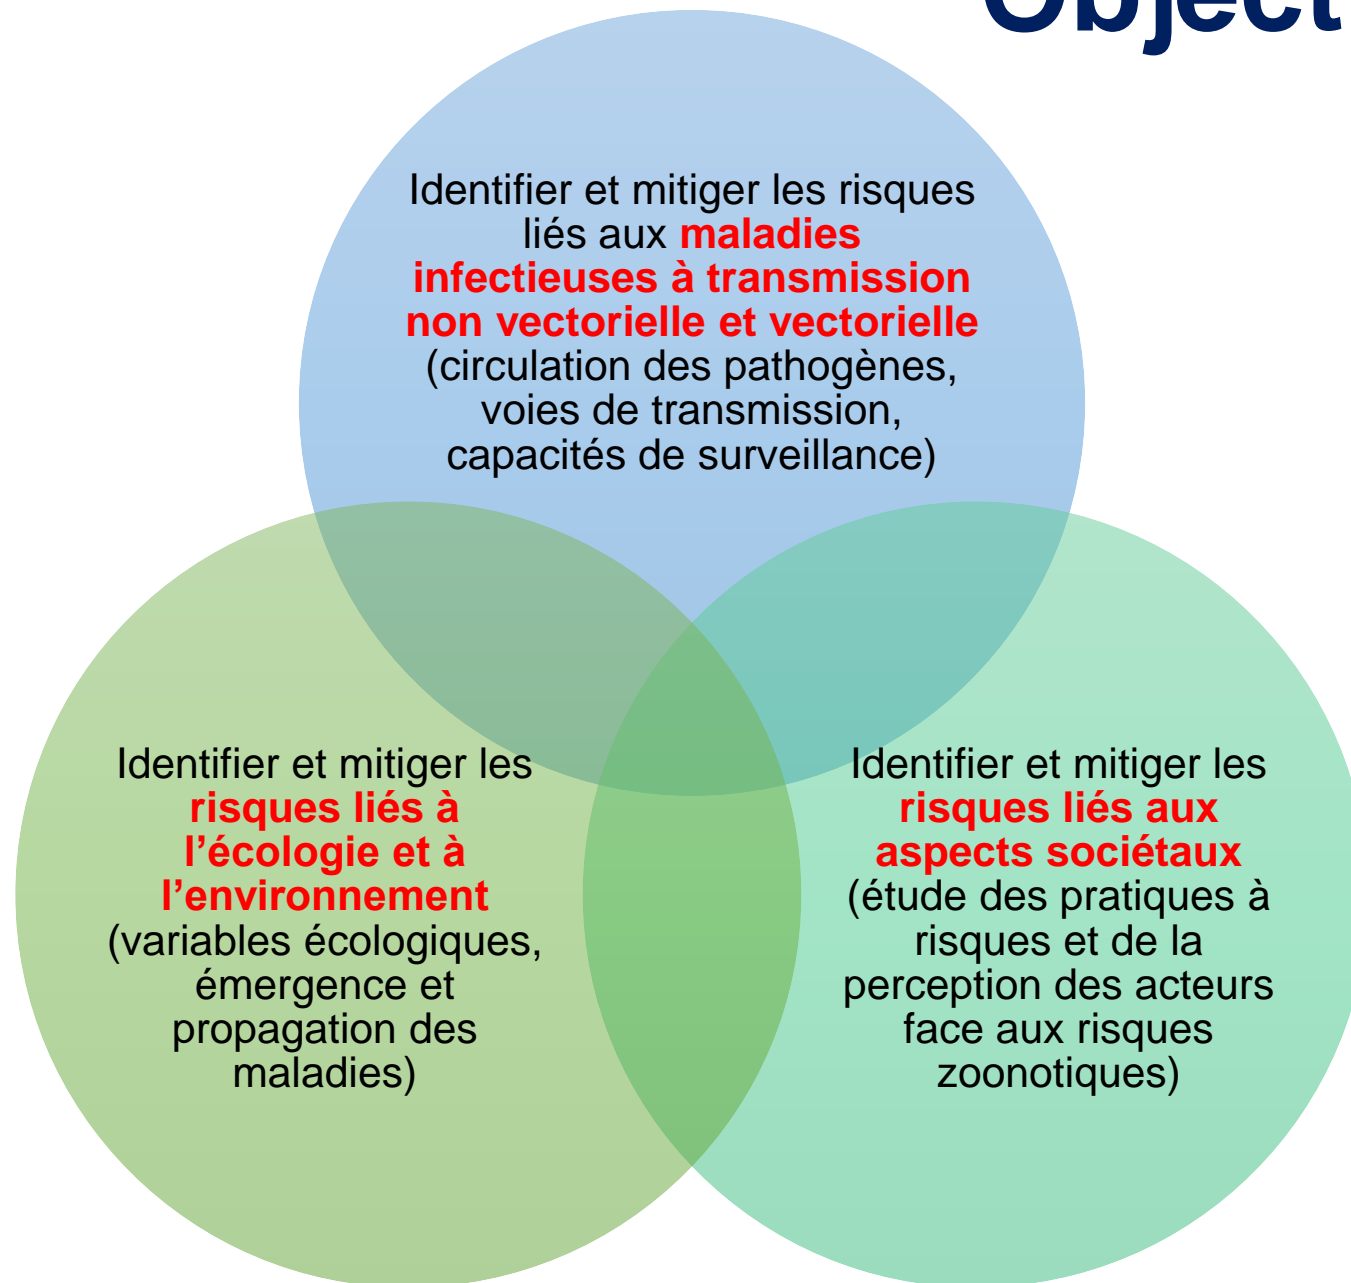 Object
Identifier et mitiger les risques
liés aux maladies
infectieuses à transmission
non vectorielle et vectorielle
(circulation des pathogènes,
voies de transmission,
capacités de surveillance)
Identifier et mitiger les
risques liés à
l’écologie et à
l’environnement
(variables écologiques,
émergence et
propagation des
maladies)
Identifier et mitiger les
risques liés aux
aspects sociétaux
(étude des pratiques à
risques et de la
perception des acteurs
face aux risques
zoonotiques)